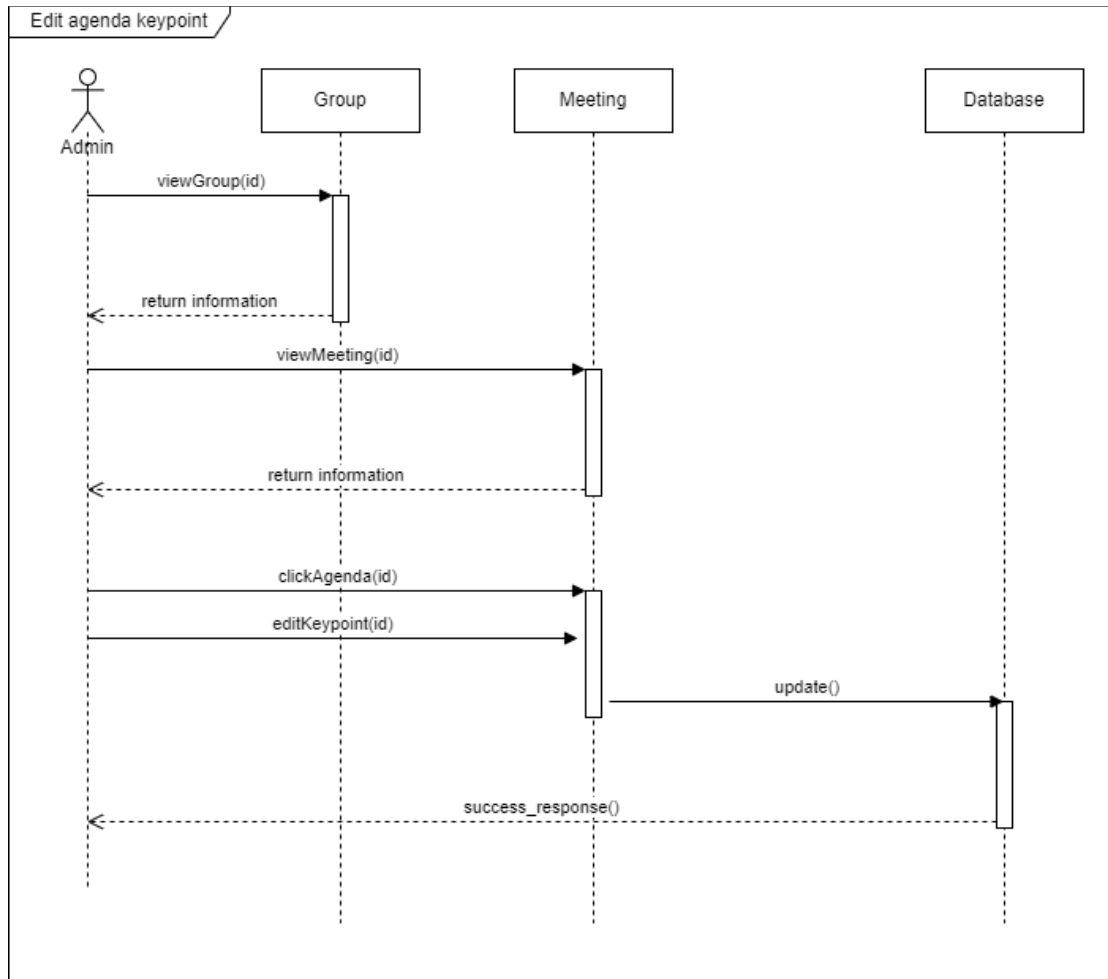 Edit agenda keypoint
Group
Meeting
Database
Admin
viewGroup(id)
return information
viewMeeting(id)
return information
clickAgenda(id)
editKeypoint(id)
update()
success_response()